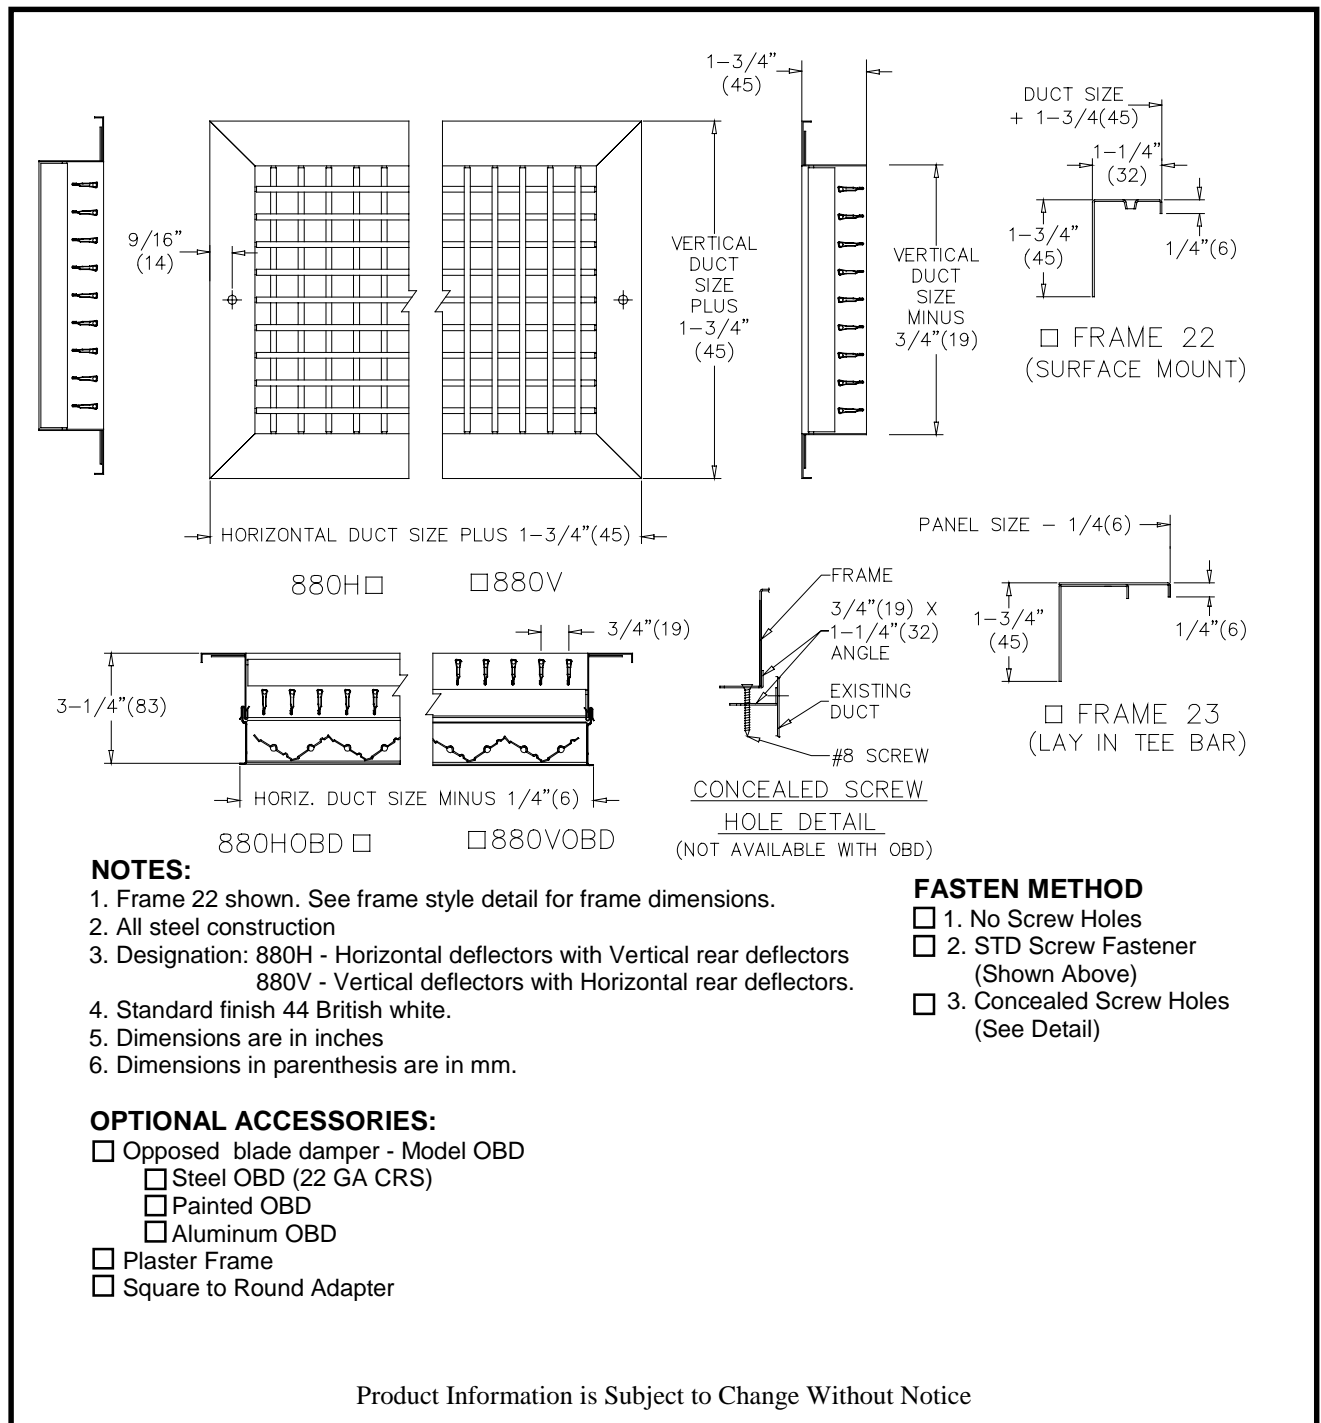 1-3/4"
(45)
DUCT SIZE
+ 1-3/4(45)
1-1/4"
(32)
9/16"
(14)
VERTICAL
DUCT
SIZE
PLUS
1-3/4"
(45)
VERTICAL
DUCT
SIZE
MINUS
3/4"(19)
1-3/4"
(45)
1/4"(6)
□ FRAME 22
(SURFACE MOUNT)
HORIZONTAL DUCT SIZE PLUS 1-3/4"(45)
880H□
□880V
PANEL SIZE - 1/4(6)
FRAME
3/4"(19) X
1-1/4"(32)
ANGLE
EXISTING
DUCT
#8 SCREW
1-3/4"
(45)
1/4"(6)
□ FRAME 23
(LAY IN TEE BAR)
3/4"(19)
3-1/4"(83)
HORIZ. DUCT SIZE MINUS 1/4"(6)
880HOBD □
□880VOBD
CONCEALED SCREW
HOLE DETAIL
(NOT AVAILABLE WITH OBD)
NOTES:
1. Frame 22 shown. See frame style detail for frame dimensions.
2. All steel construction
3. Designation: 880H - Horizontal deflectors with Vertical rear deflectors
880V - Vertical deflectors with Horizontal rear deflectors.
4. Standard finish 44 British white.
5. Dimensions are in inches
6. Dimensions in parenthesis are in mm.
FASTEN METHOD
□ 1. No Screw Holes
□ 2. STD Screw Fastener
(Shown Above)
□ 3. Concealed Screw Holes
(See Detail)
OPTIONAL ACCESSORIES:
□ Opposed blade damper - Model OBD
□ Steel OBD (22 GA CRS)
□ Painted OBD
□ Aluminum OBD
□ Plaster Frame
□ Square to Round Adapter
Product Information is Subject to Change Without Notice